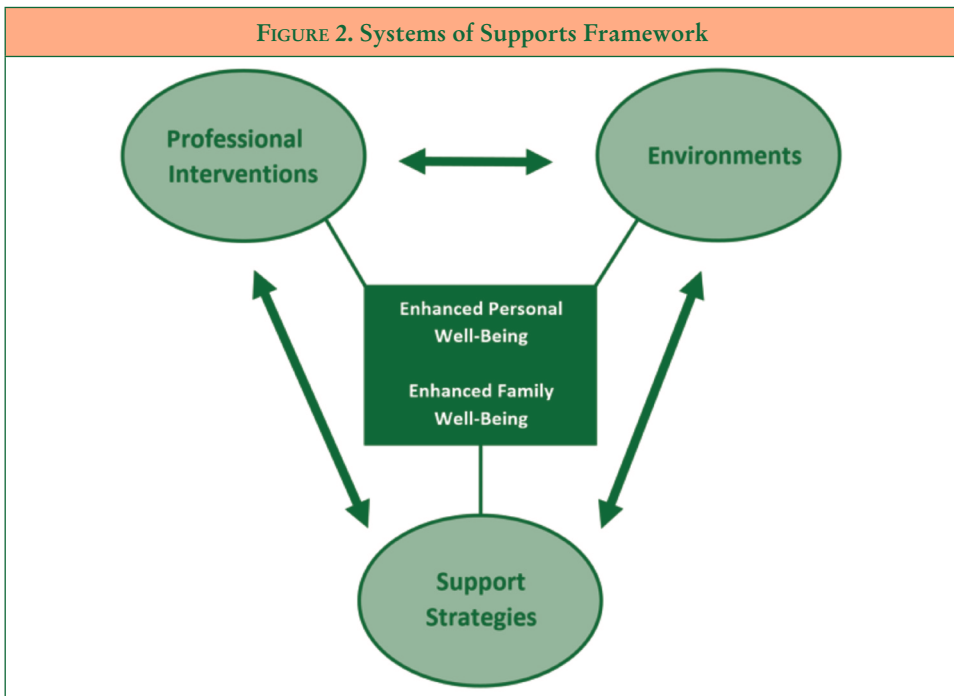 FIGURE 2. Systems of Supports Framework
Professional
Interventions
Environments
Enhanced Personal
Well-Being
Enhanced Family
Well-Being
Support
Strategies